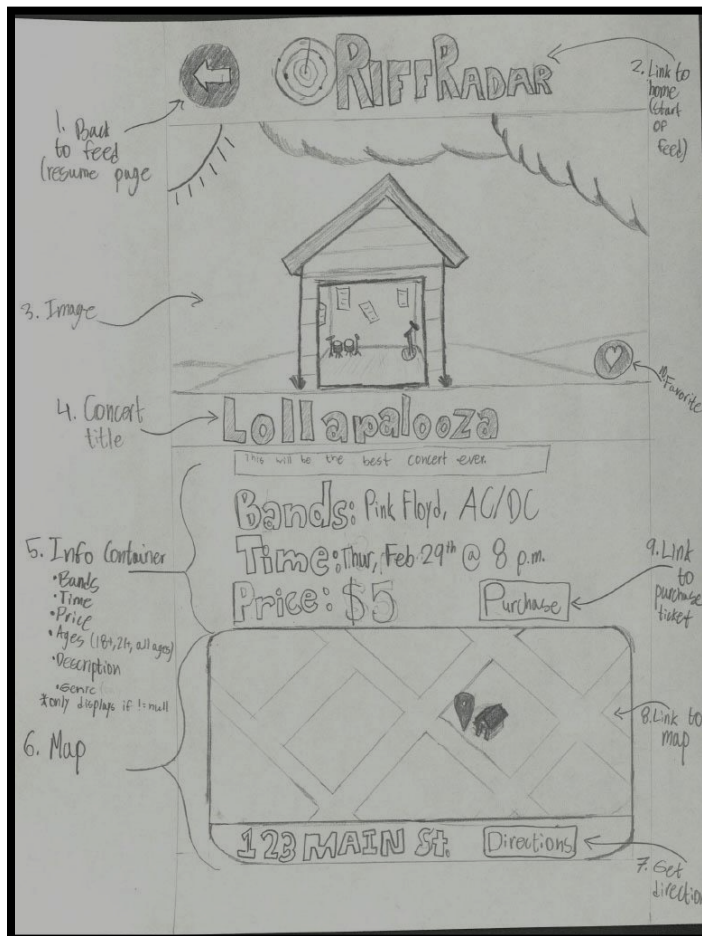 RIFFRADAR
2. Link to
home
(start
of
feed)
1. Back
to feed
(resume page
3. Image
10. Favorite
4. Concert
title
Lollapalooza
This will be the best concert ever.
5. Info Container
•Bands
•Time
•Price
•Ages (18+, 21+, all ages)
•Description
•Genre
*only displays if != null
Bands: Pink Floyd, AC/DC
Time: Thur, Feb 29th @ 8 p.m.
Price: $5
Purchase
9. Link
to
purchase
ticket
6. Map
8. Link to
map
123 MAIN St.
Directions
7. Get
direction